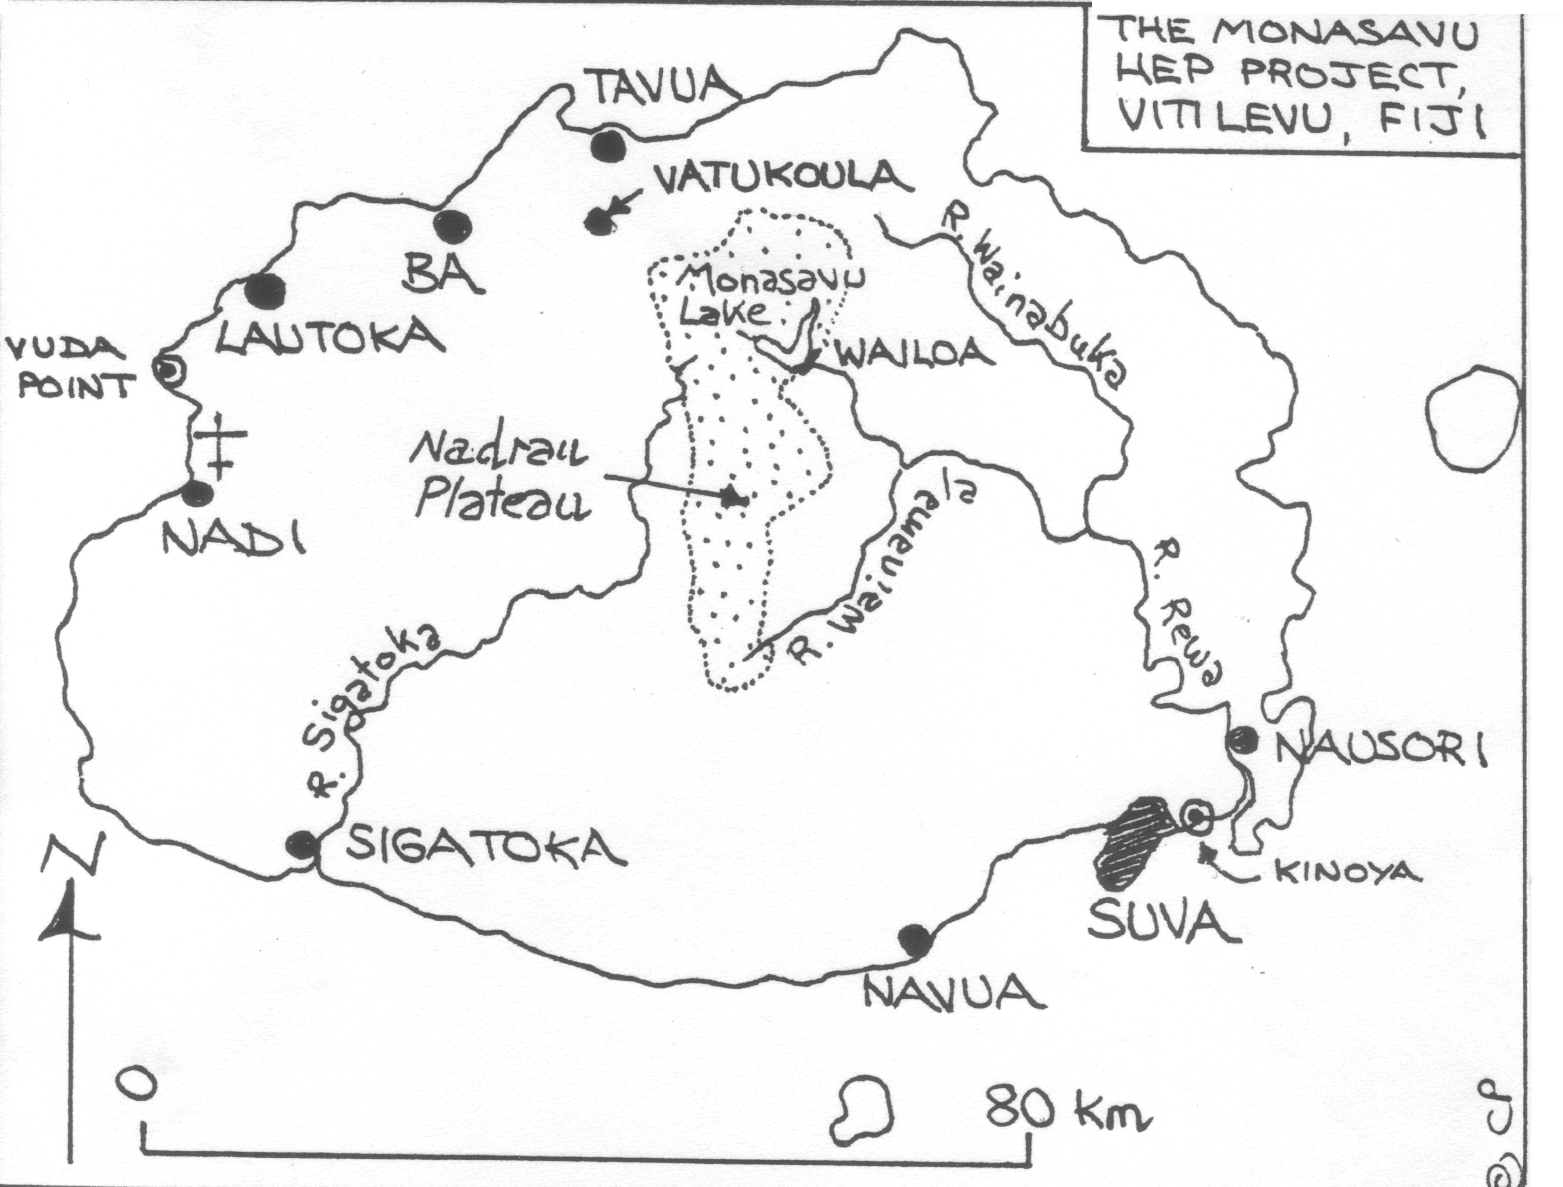 THE MONASAVU
HEP PROJECT,
VITI LEVU, FIJI
TAVUA
VATUKOULA
BA
LAUTOKA
VUDA
POINT
NADI
Monasavu
Lake
WAILOA
R. Wainabuka
Nadrau
Plateau
R. Wainamala
R. Rewa
R. Sigatoka
NAUSORI
SIGATOKA
KINOYA
SUVA
NAVUA
N
0
80 km